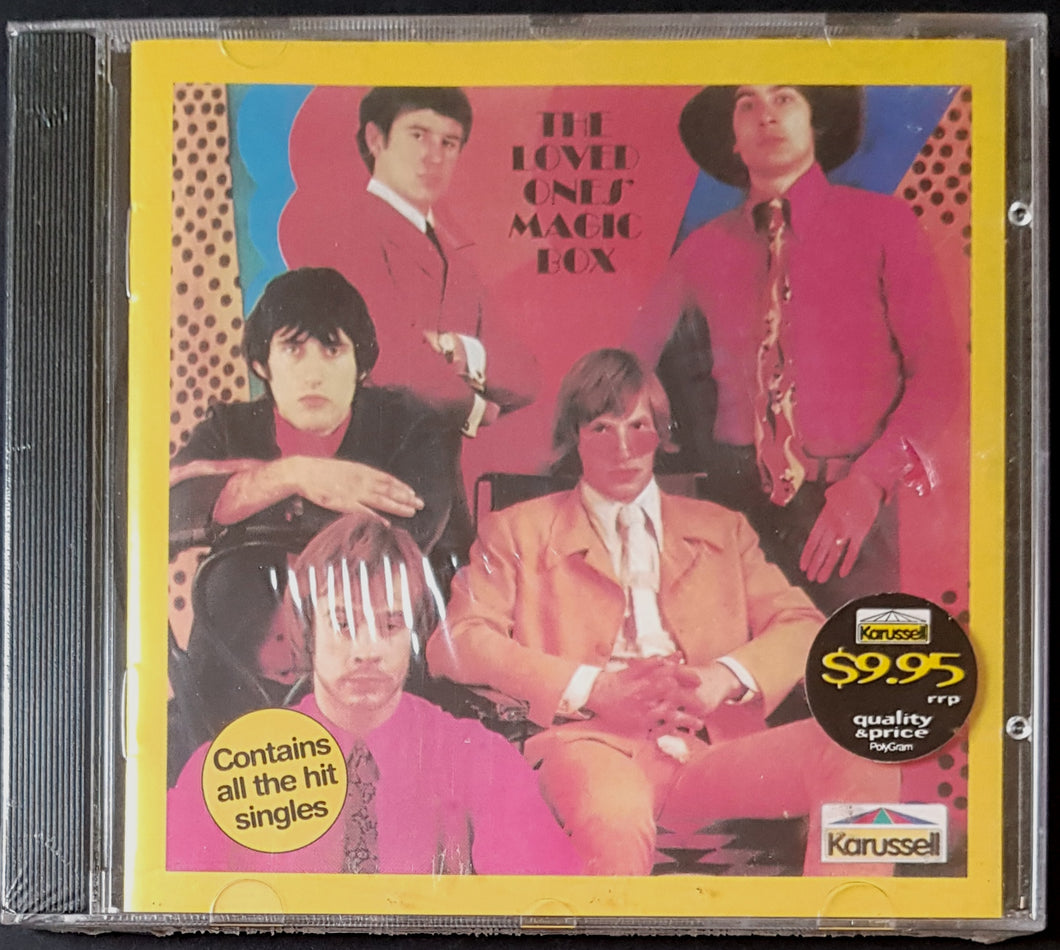 THE
LOVED
ONES'
MAGIC
BOX
Karussell
$9.95
rrp
quality
&price
PolyGram
Contains
all the hit
singles
Karussell